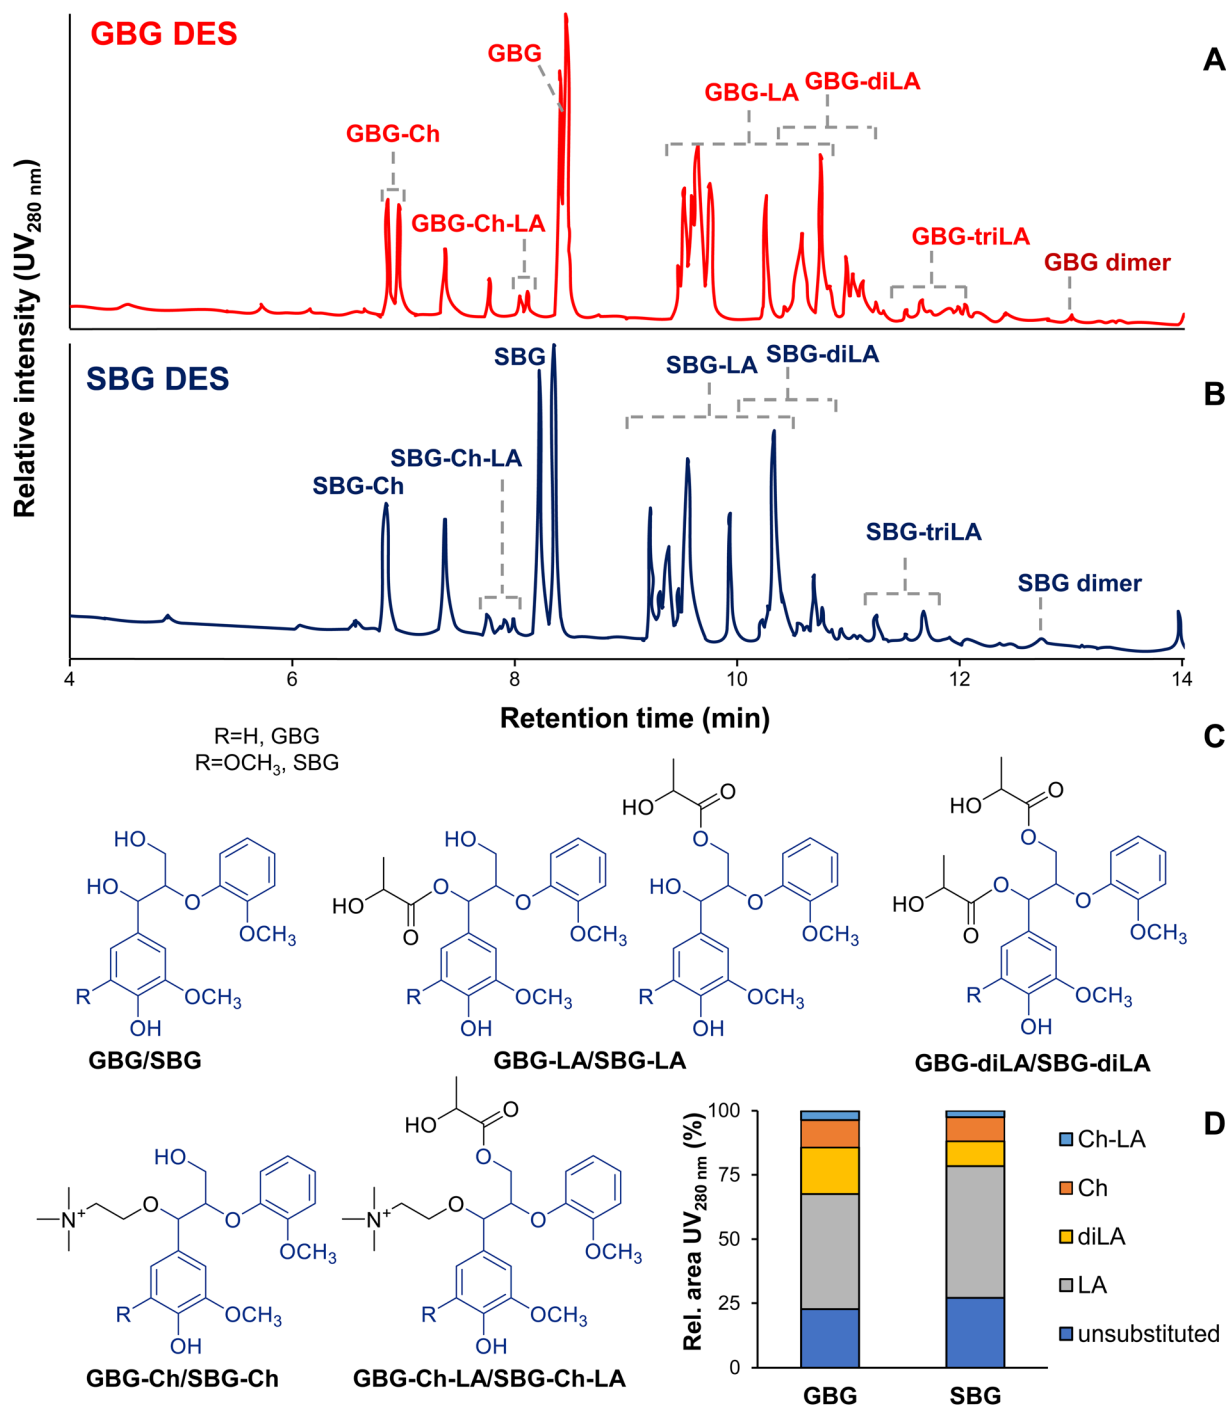 GBG DES
A
GBG
GBG-Ch
GBG-Ch-LA
GBG-LA
GBG-diLA
GBG-triLA
GBG dimer
Relative intensity (UV280 nm)
SBG DES
B
SBG
SBG-Ch
SBG-Ch-LA
SBG-LA
SBG-diLA
SBG-triLA
SBG dimer
4 6 8 10 12 14
Retention time (min)
C
R=H, GBG
R=OCH3, SBG
HO
HO
O
OCH3
R
OCH3
OH
GBG/SBG
HO
O
HO
O
O
OCH3
R
OCH3
OH
HO
O
O
HO
O
OCH3
R
OCH3
OH
GBG-LA/SBG-LA
HO
O
O
O
HO
O
O
OCH3
R
OCH3
OH
GBG-diLA/SBG-diLA
HO
O
N+
O
OCH3
R
OCH3
OH
GBG-Ch/SBG-Ch
HO
O
O
O
N+
O
OCH3
R
OCH3
OH
GBG-Ch-LA/SBG-Ch-LA
D
Rel. area UV280 nm (%)
100
75
50
25
0
GBG SBG
Ch-LA
Ch
diLA
LA
unsubstituted